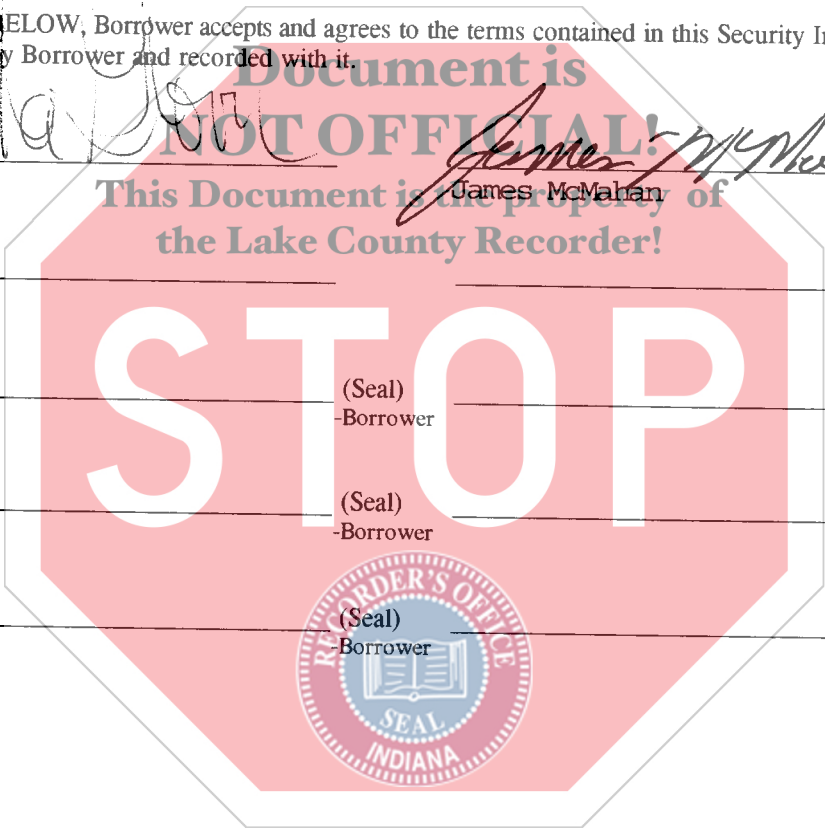 ELOW, Borrower accepts and agrees to the terms contained in this Security In
y Borrower and recorded with it.
Document is
NOT OFFICIAL!
This Document is the property of
the Lake County Recorder!
James McMahan
STOP
(Seal)
-Borrower
(Seal)
-Borrower
(Seal)
-Borrower
RECORDER'S OFFICE
SEAL
INDIANA